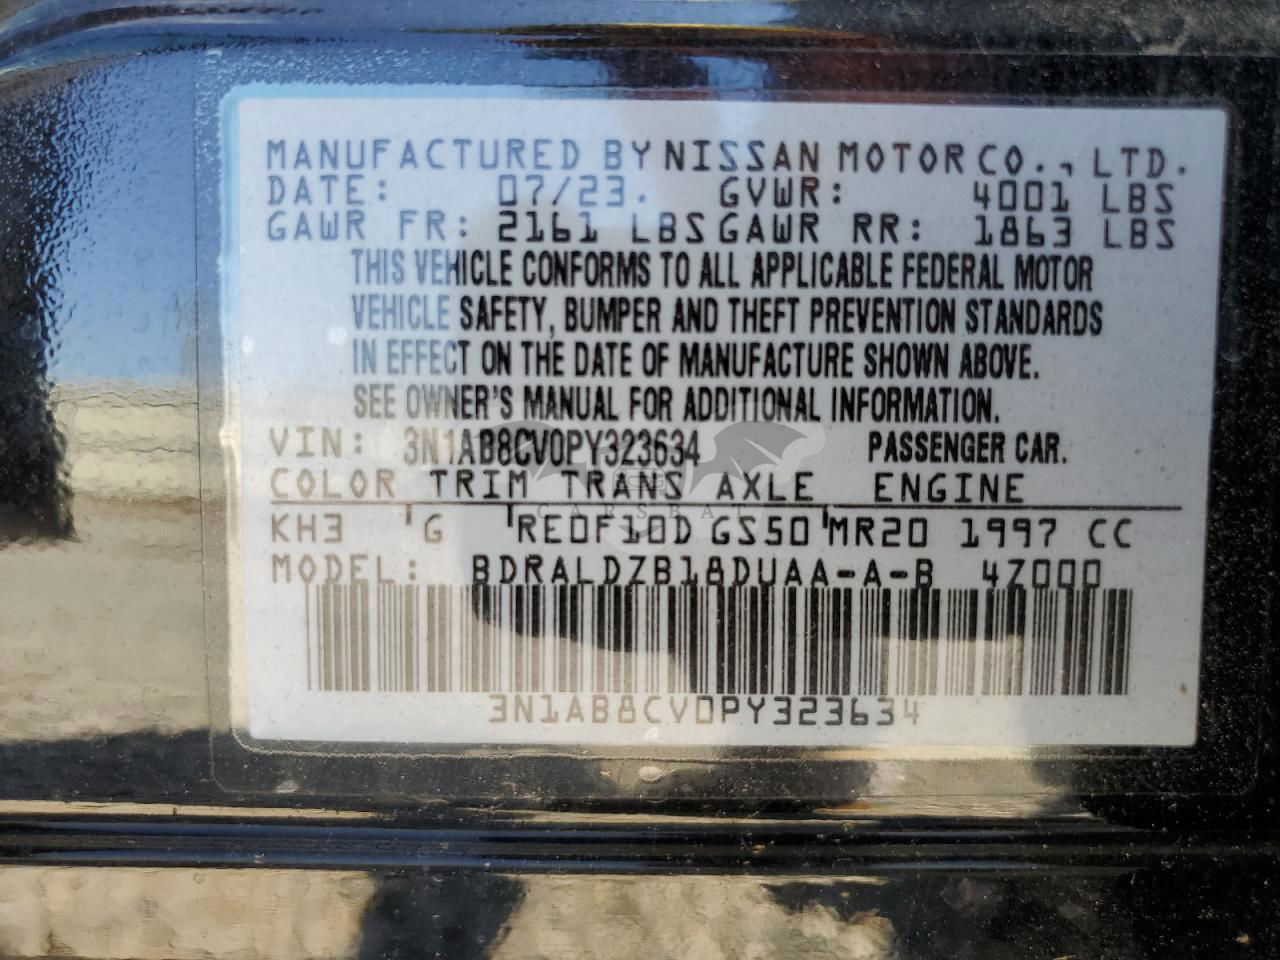 MANUFACTURED BY NISSAN MOTOR CO., LTD.
DATE: 07/23. GVWR: 4001 LBS
GAWR FR: 2161 LBS GAWR RR: 1863 LBS
THIS VEHICLE CONFORMS TO ALL APPLICABLE FEDERAL MOTOR
VEHICLE SAFETY, BUMPER AND THEFT PREVENTION STANDARDS
IN EFFECT ON THE DATE OF MANUFACTURE SHOWN ABOVE.
SEE OWNER'S MANUAL FOR ADDITIONAL INFORMATION.
VIN: 3N1AB8CV0PY323634 PASSENGER CAR.
COLOR TRIM TRANS AXLE ENGINE
CARSBAT
KH3 G RE0F10D GS50 MR20 1997 CC
MODEL: BDRALDZB18DUAA-A-B 4Z000
3N1AB8CV0PY323634